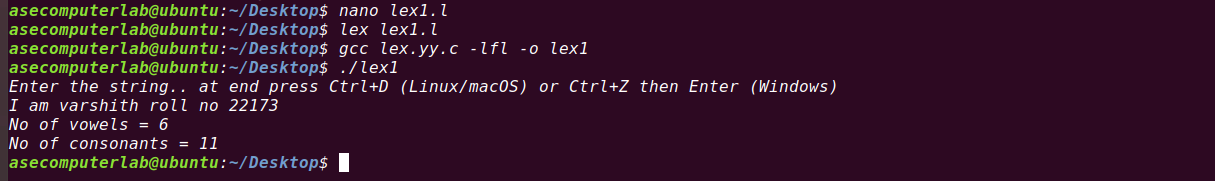 asecomputerlab@ubuntu:~/Desktop$ nano lex1.l
asecomputerlab@ubuntu:~/Desktop$ lex lex1.l
asecomputerlab@ubuntu:~/Desktop$ gcc lex.yy.c -lfl -o lex1
asecomputerlab@ubuntu:~/Desktop$ ./lex1
Enter the string.. at end press Ctrl+D (Linux/macOS) or Ctrl+Z then Enter (Windows)
I am varshith roll no 22173
No of vowels = 6
No of consonants = 11
asecomputerlab@ubuntu:~/Desktop$